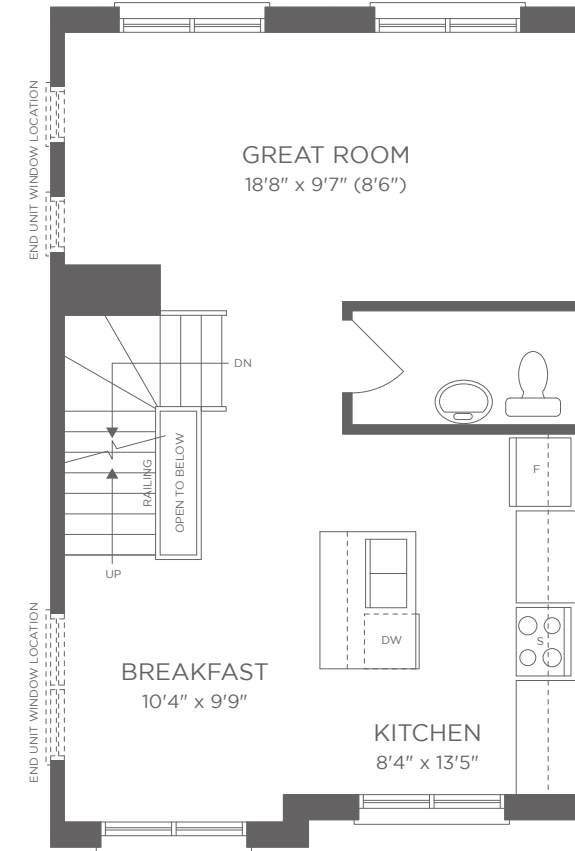 END UNIT WINDOW LOCATION
GREAT ROOM
18'8" x 9'7" (8'6")
DN
RAILING
OPEN TO BELOW
F
UP
S
DW
END UNIT WINDOW LOCATION
BREAKFAST
10'4" x 9'9"
KITCHEN
8'4" x 13'5"